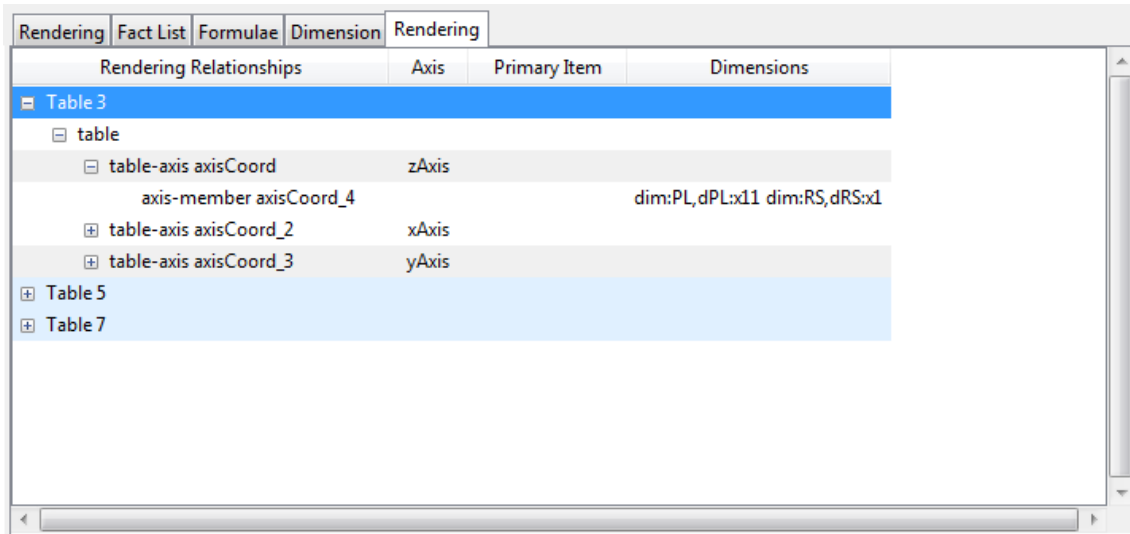 Rendering Fact List Formulae Dimension Rendering
Rendering Relationships Axis Primary Item Dimensions
Table 3
table
table-axis axisCoord zAxis
axis-member axisCoord_4 dim:PL,dPL:x11 dim:RS,dRS:x1
table-axis axisCoord_2 xAxis
table-axis axisCoord_3 yAxis
Table 5
Table 7